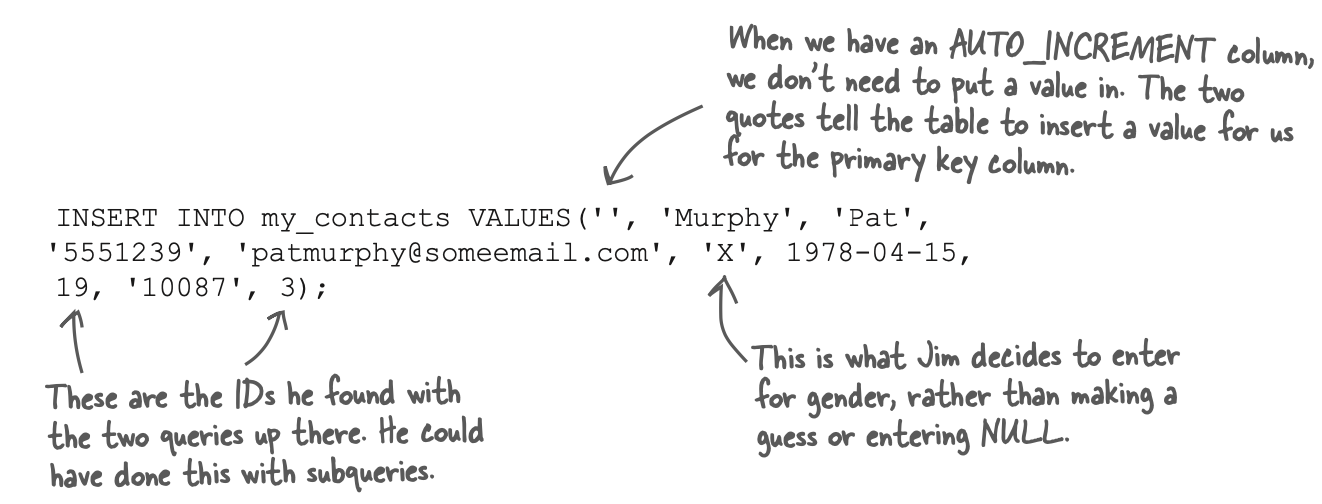 When we have an AUTO_INCREMENT column,
we don't need to put a value in. The two
quotes tell the table to insert a value for us
for the primary key column.
INSERT INTO my_contacts VALUES('', 'Murphy', 'Pat',
'5551239', 'patmurphy@someemail.com', 'X', 1978-04-15,
19, '10087', 3);
This is what Jim decides to enter
for gender, rather than making a
guess or entering NULL.
These are the IDs he found with
the two queries up there. He could
have done this with subqueries.